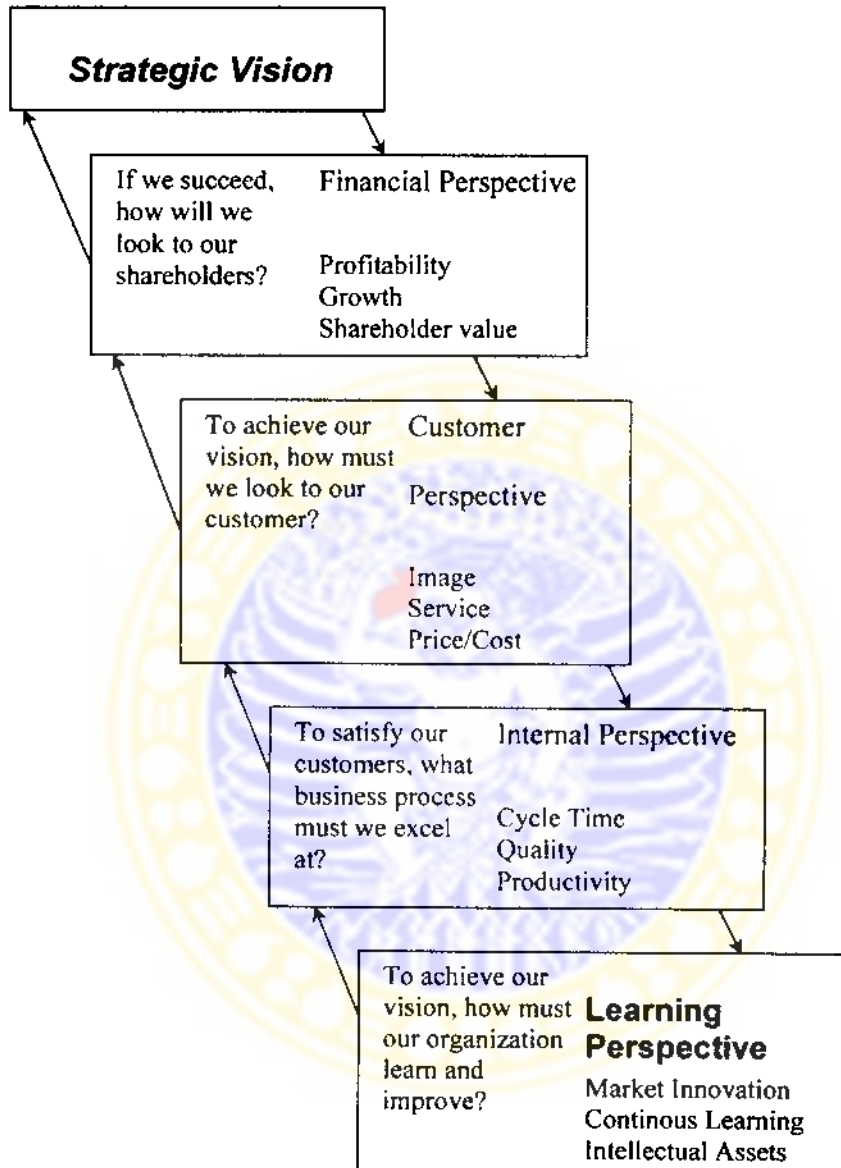 Strategic Vision
If we succeed,
how will we
look to our
shareholders?
Financial Perspective
Profitability
Growth
Shareholder value
To achieve our
vision, how must
we look to our
customer?
Customer
Perspective
Image
Service
Price/Cost
To satisfy our
customers, what
business process
must we excel
at?
Internal Perspective
Cycle Time
Quality
Productivity
To achieve our
vision, how must
our organization
learn and
improve?
Learning
Perspective
Market Innovation
Continous Learning
Intellectual Assets